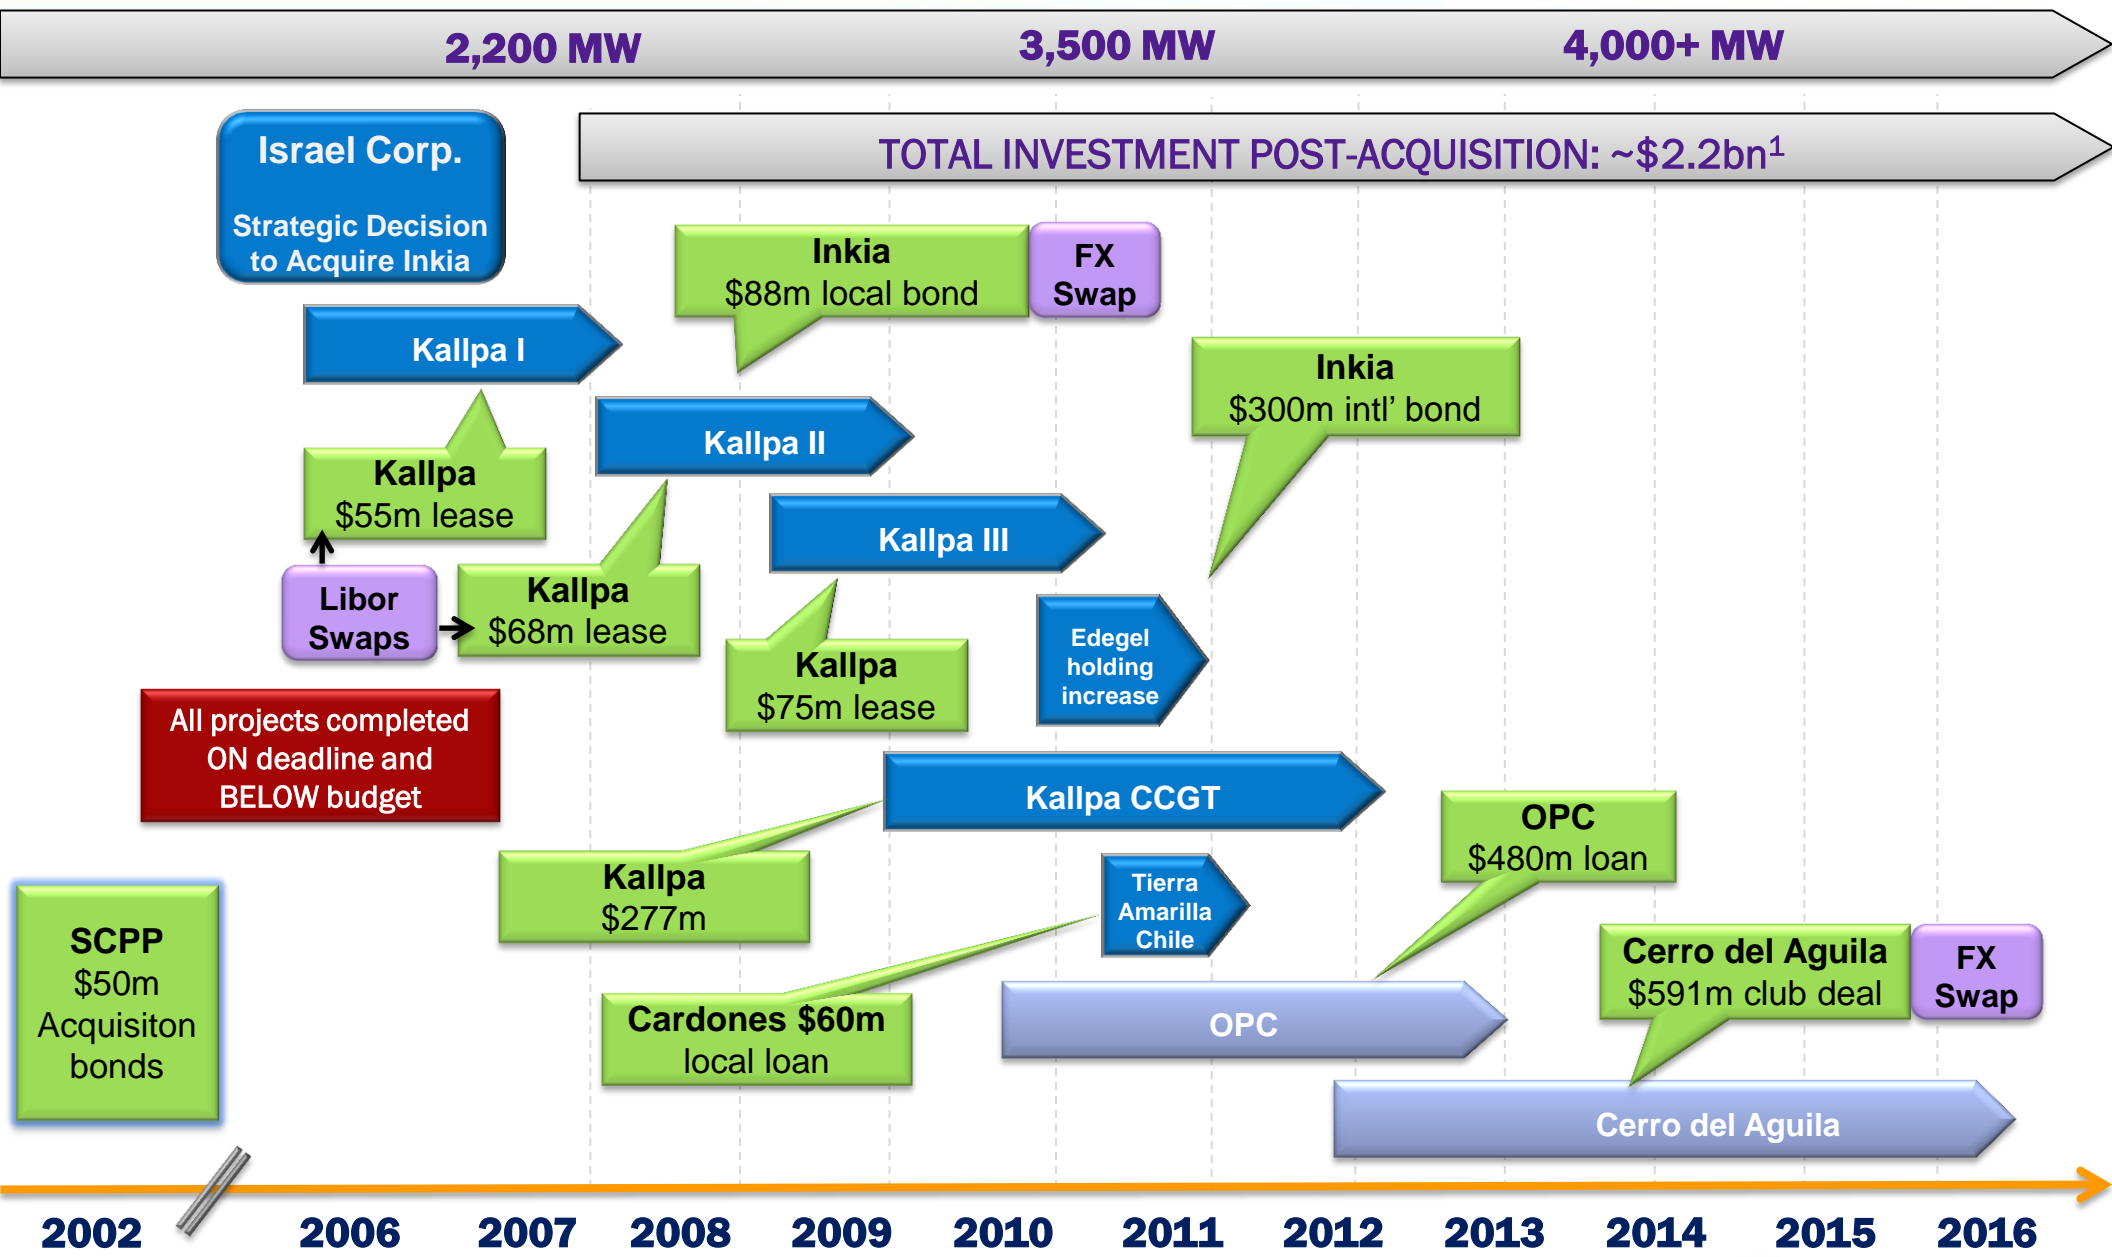 2,200 MW
3,500 MW
4,000+ MW
Israel Corp.
Strategic Decision
to Acquire Inkia
TOTAL INVESTMENT POST-ACQUISITION: ~$2.2bn¹
Inkia
$88m local bond
FX
Swap
Kallpa I
Inkia
$300m intl’ bond
Kallpa II
Kallpa
$55m lease
Kallpa III
Libor
Swaps
Kallpa
$68m lease
Kallpa
$75m lease
Edegel
holding
increase
All projects completed
ON deadline and
BELOW budget
Kallpa CCGT
OPC
$480m loan
Kallpa
$277m
Tierra
Amarilla
Chile
SCPP
$50m
Acquisiton
bonds
Cerro del Aguila
$591m club deal
FX
Swap
Cardones $60m
local loan
OPC
Cerro del Aguila
2002
2006
2007
2008
2009
2010
2011
2012
2013
2014
2015
2016